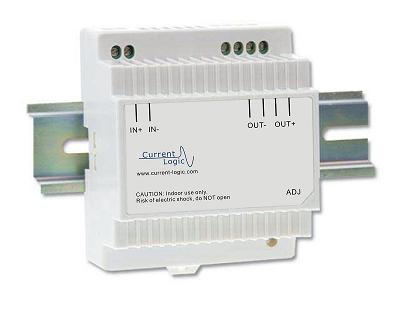 IN+ IN- OUT- OUT+
Current
Logic
www.current-logic.com
CAUTION: Indoor use only.
Risk of electric shock, do NOT open
ADJ